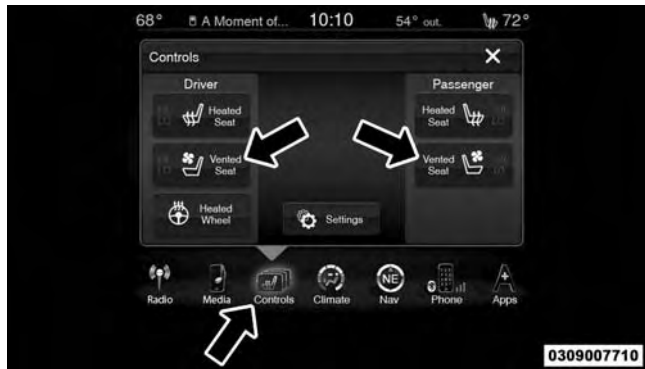 68° A Moment of... 10:10 54° out. 72°
Controls X
Driver Passenger
Heated Seat Heated Seat
Vented Seat Vented Seat
Heated Wheel Settings
NE
Radio Media Controls Climate Nav Phone Apps
0309007710